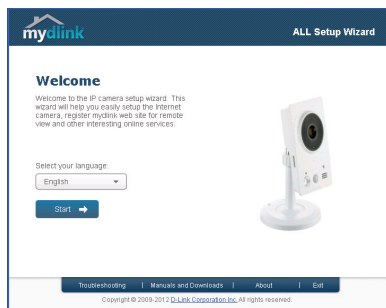 mydlink
ALL Setup Wizard
Welcome
Welcome to the IP camera setup wizard. This
wizard will help you easily setup the Internet
camera, register mydlink web site for remote
view and other interesting online services
Select your language:
English
Start
Troubleshooting | Manuals and Downloads | About | Exit
Copyright © 2009-2012 D-Link Corporation Inc. All rights reserved.